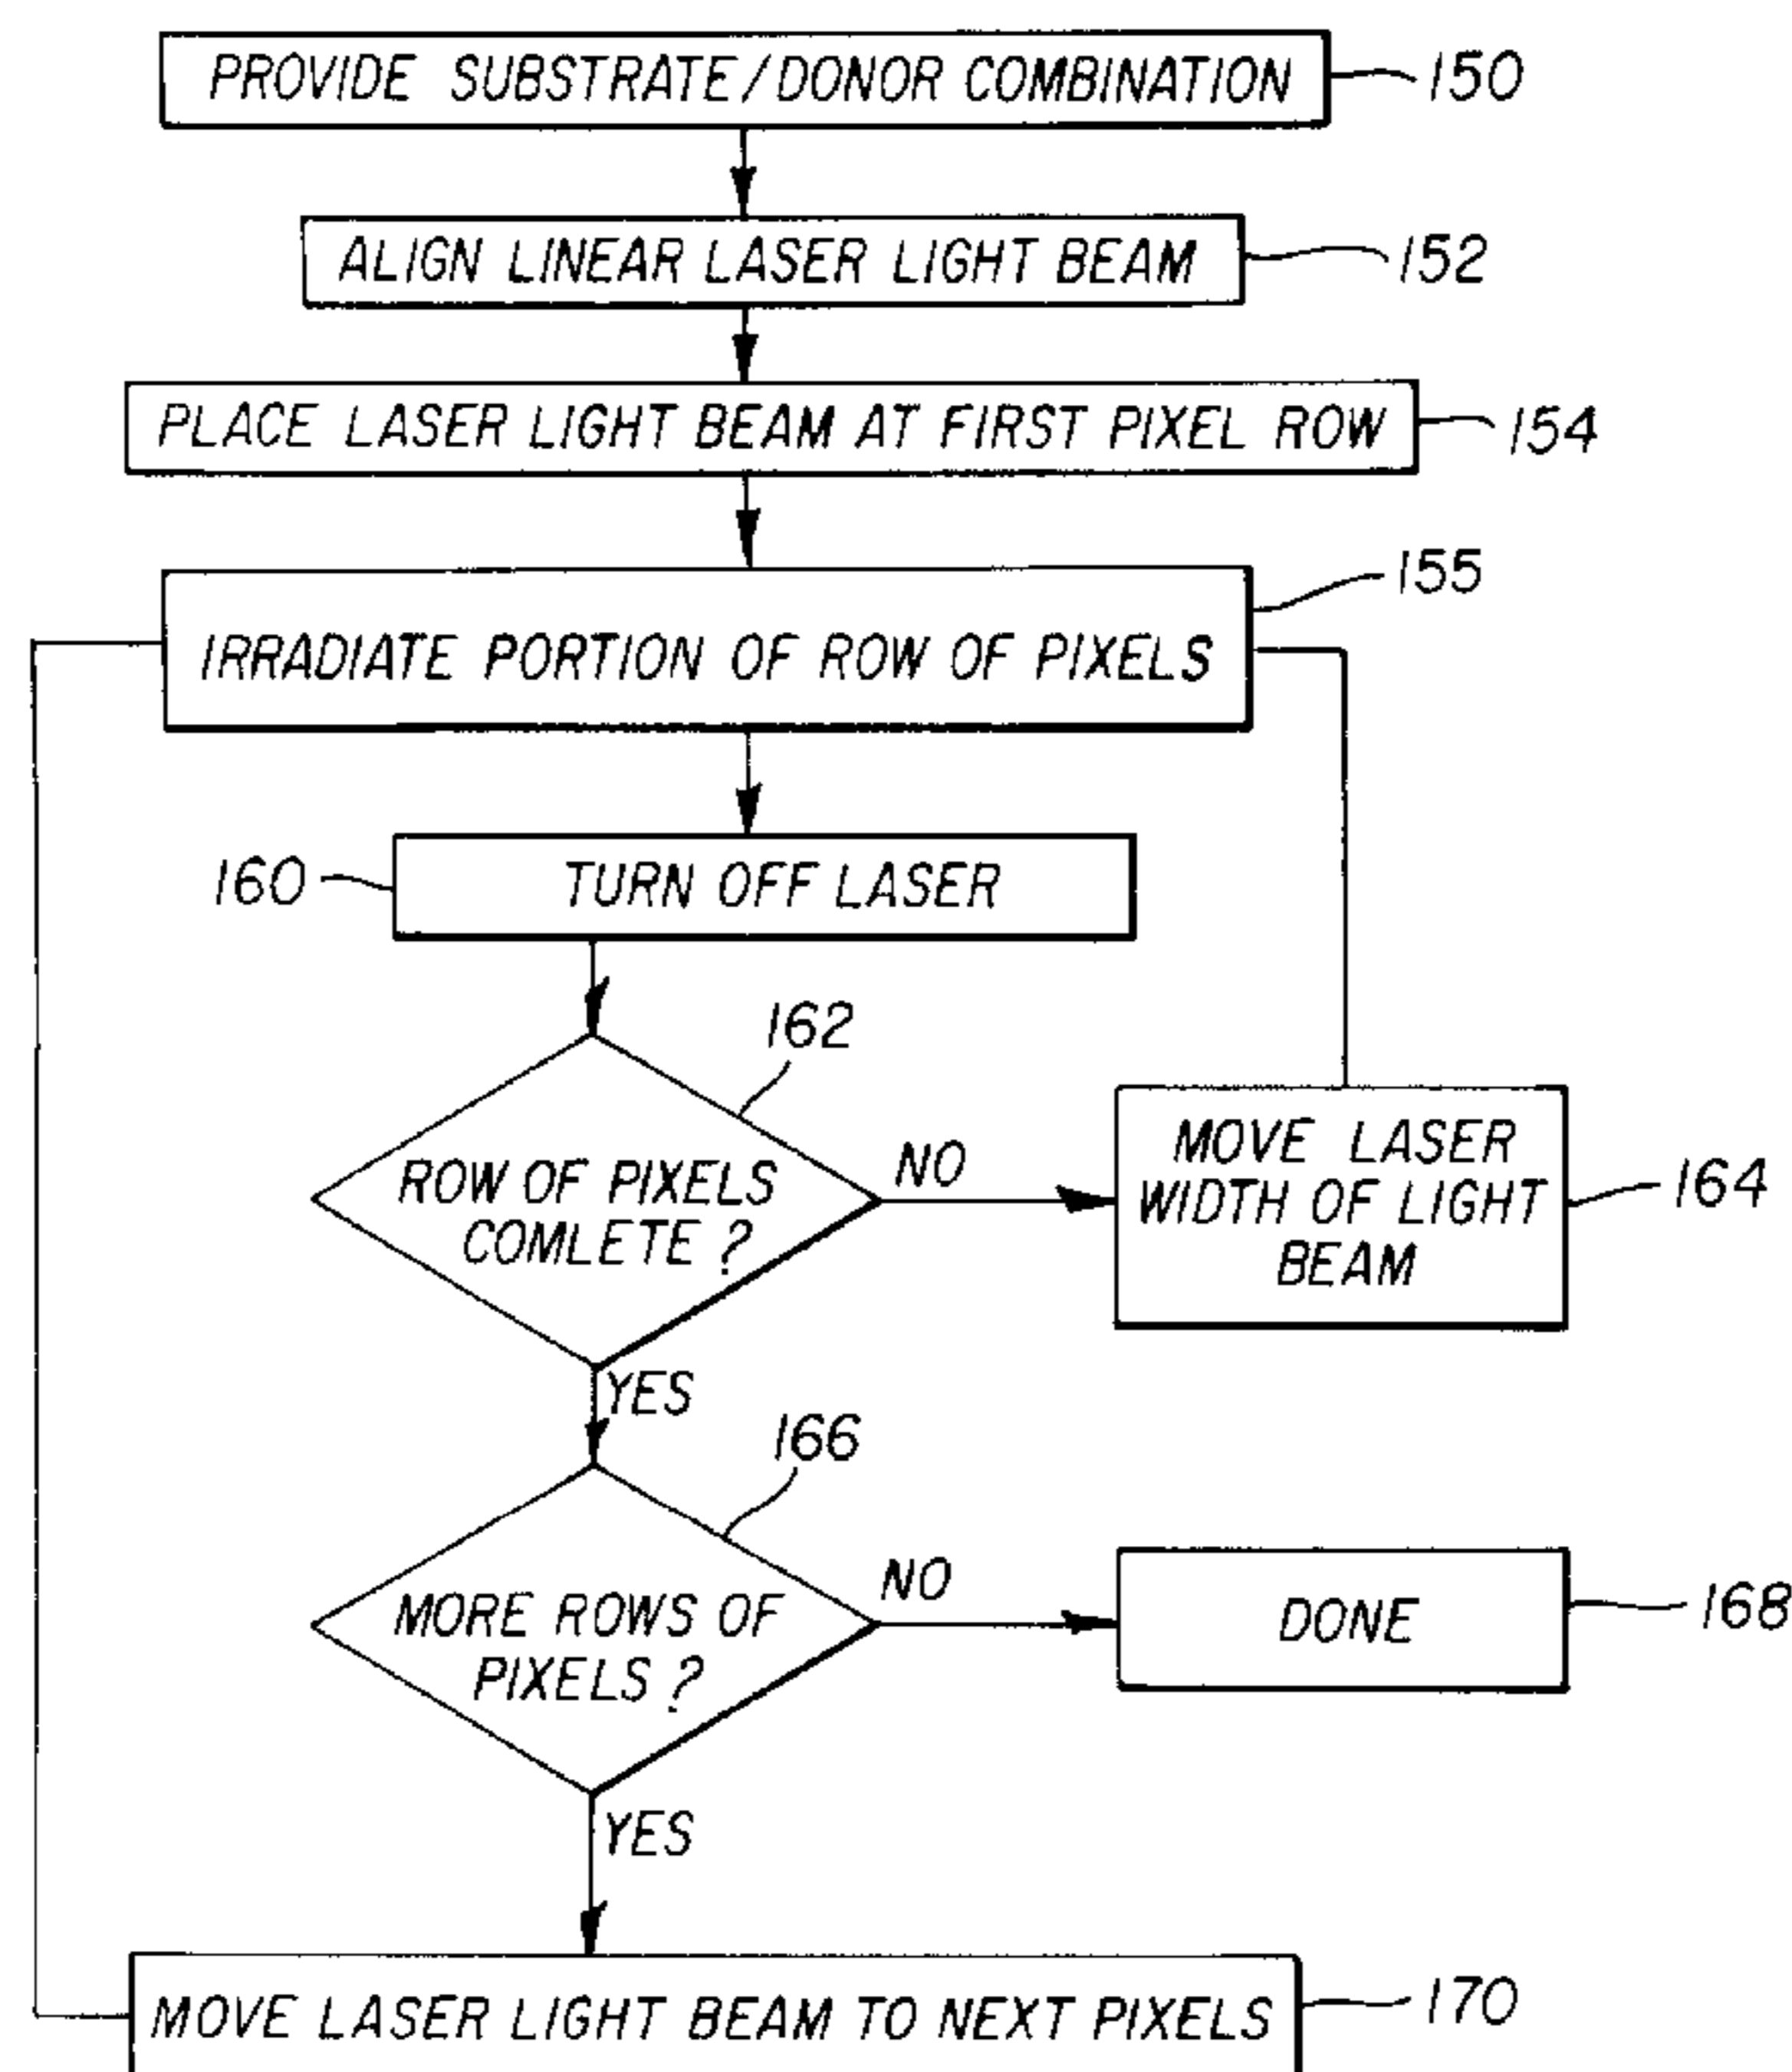 PROVIDE SUBSTRATE/DONOR COMBINATION
150
ALIGN LINEAR LASER LIGHT BEAM
152
PLACE LASER LIGHT BEAM AT FIRST PIXEL ROW
154
155
IRRADIATE PORTION OF ROW OF PIXELS
160
TURN OFF LASER
162
ROW OF PIXELS
COMLETE ?
NO
MOVE LASER
WIDTH OF LIGHT
BEAM
164
YES
166
MORE ROWS OF
PIXELS ?
NO
DONE
168
YES
MOVE LASER LIGHT BEAM TO NEXT PIXELS
170